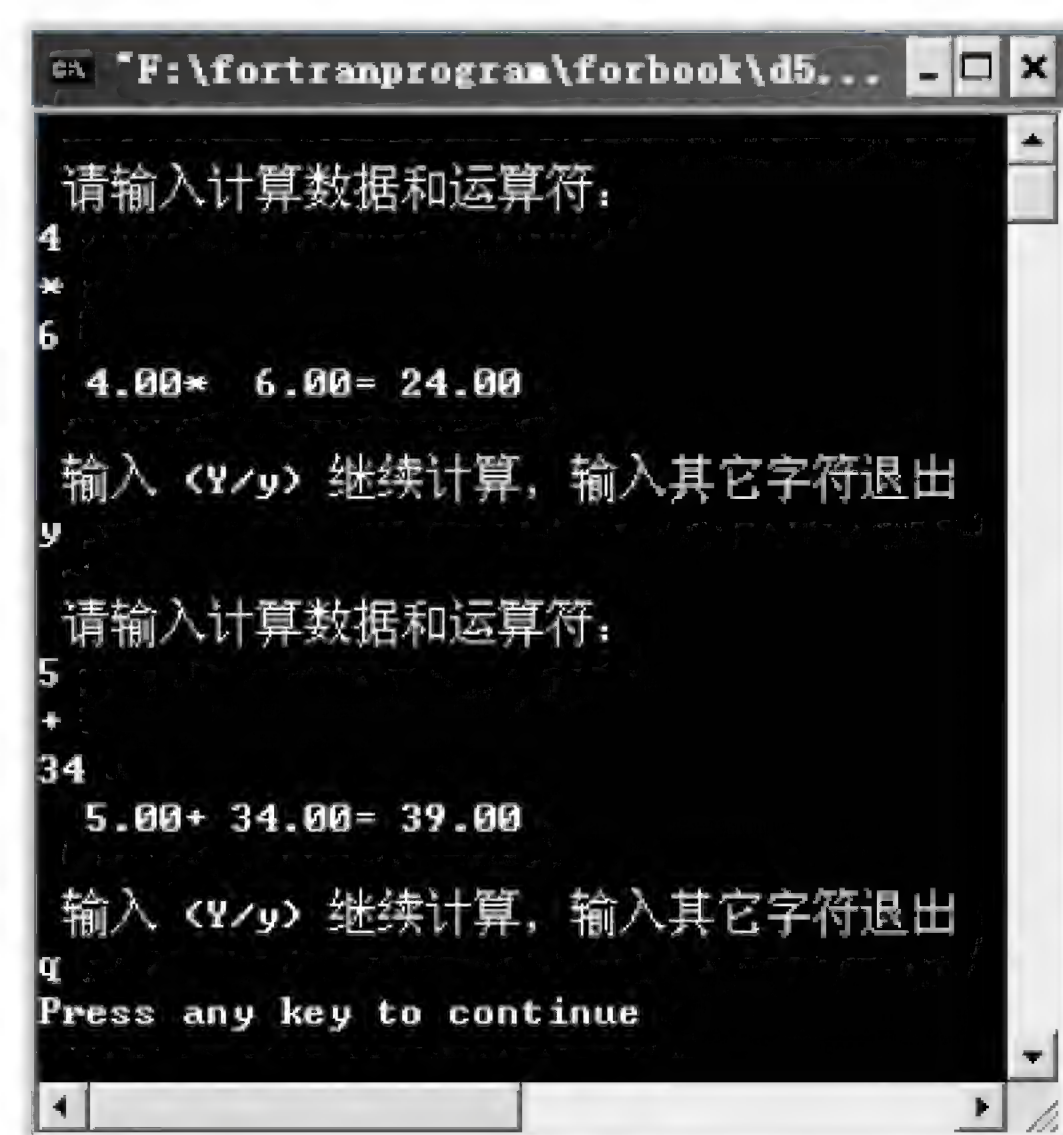 "F:\fortranprogram\forbook\d5...
请输入计算数据和运算符：
4
*
6
4.00*  6.00= 24.00
输入 (Y/y) 继续计算，输入其它字符退出
y
请输入计算数据和运算符：
5
+
34
5.00+ 34.00= 39.00
输入 (Y/y) 继续计算，输入其它字符退出
q
Press any key to continue